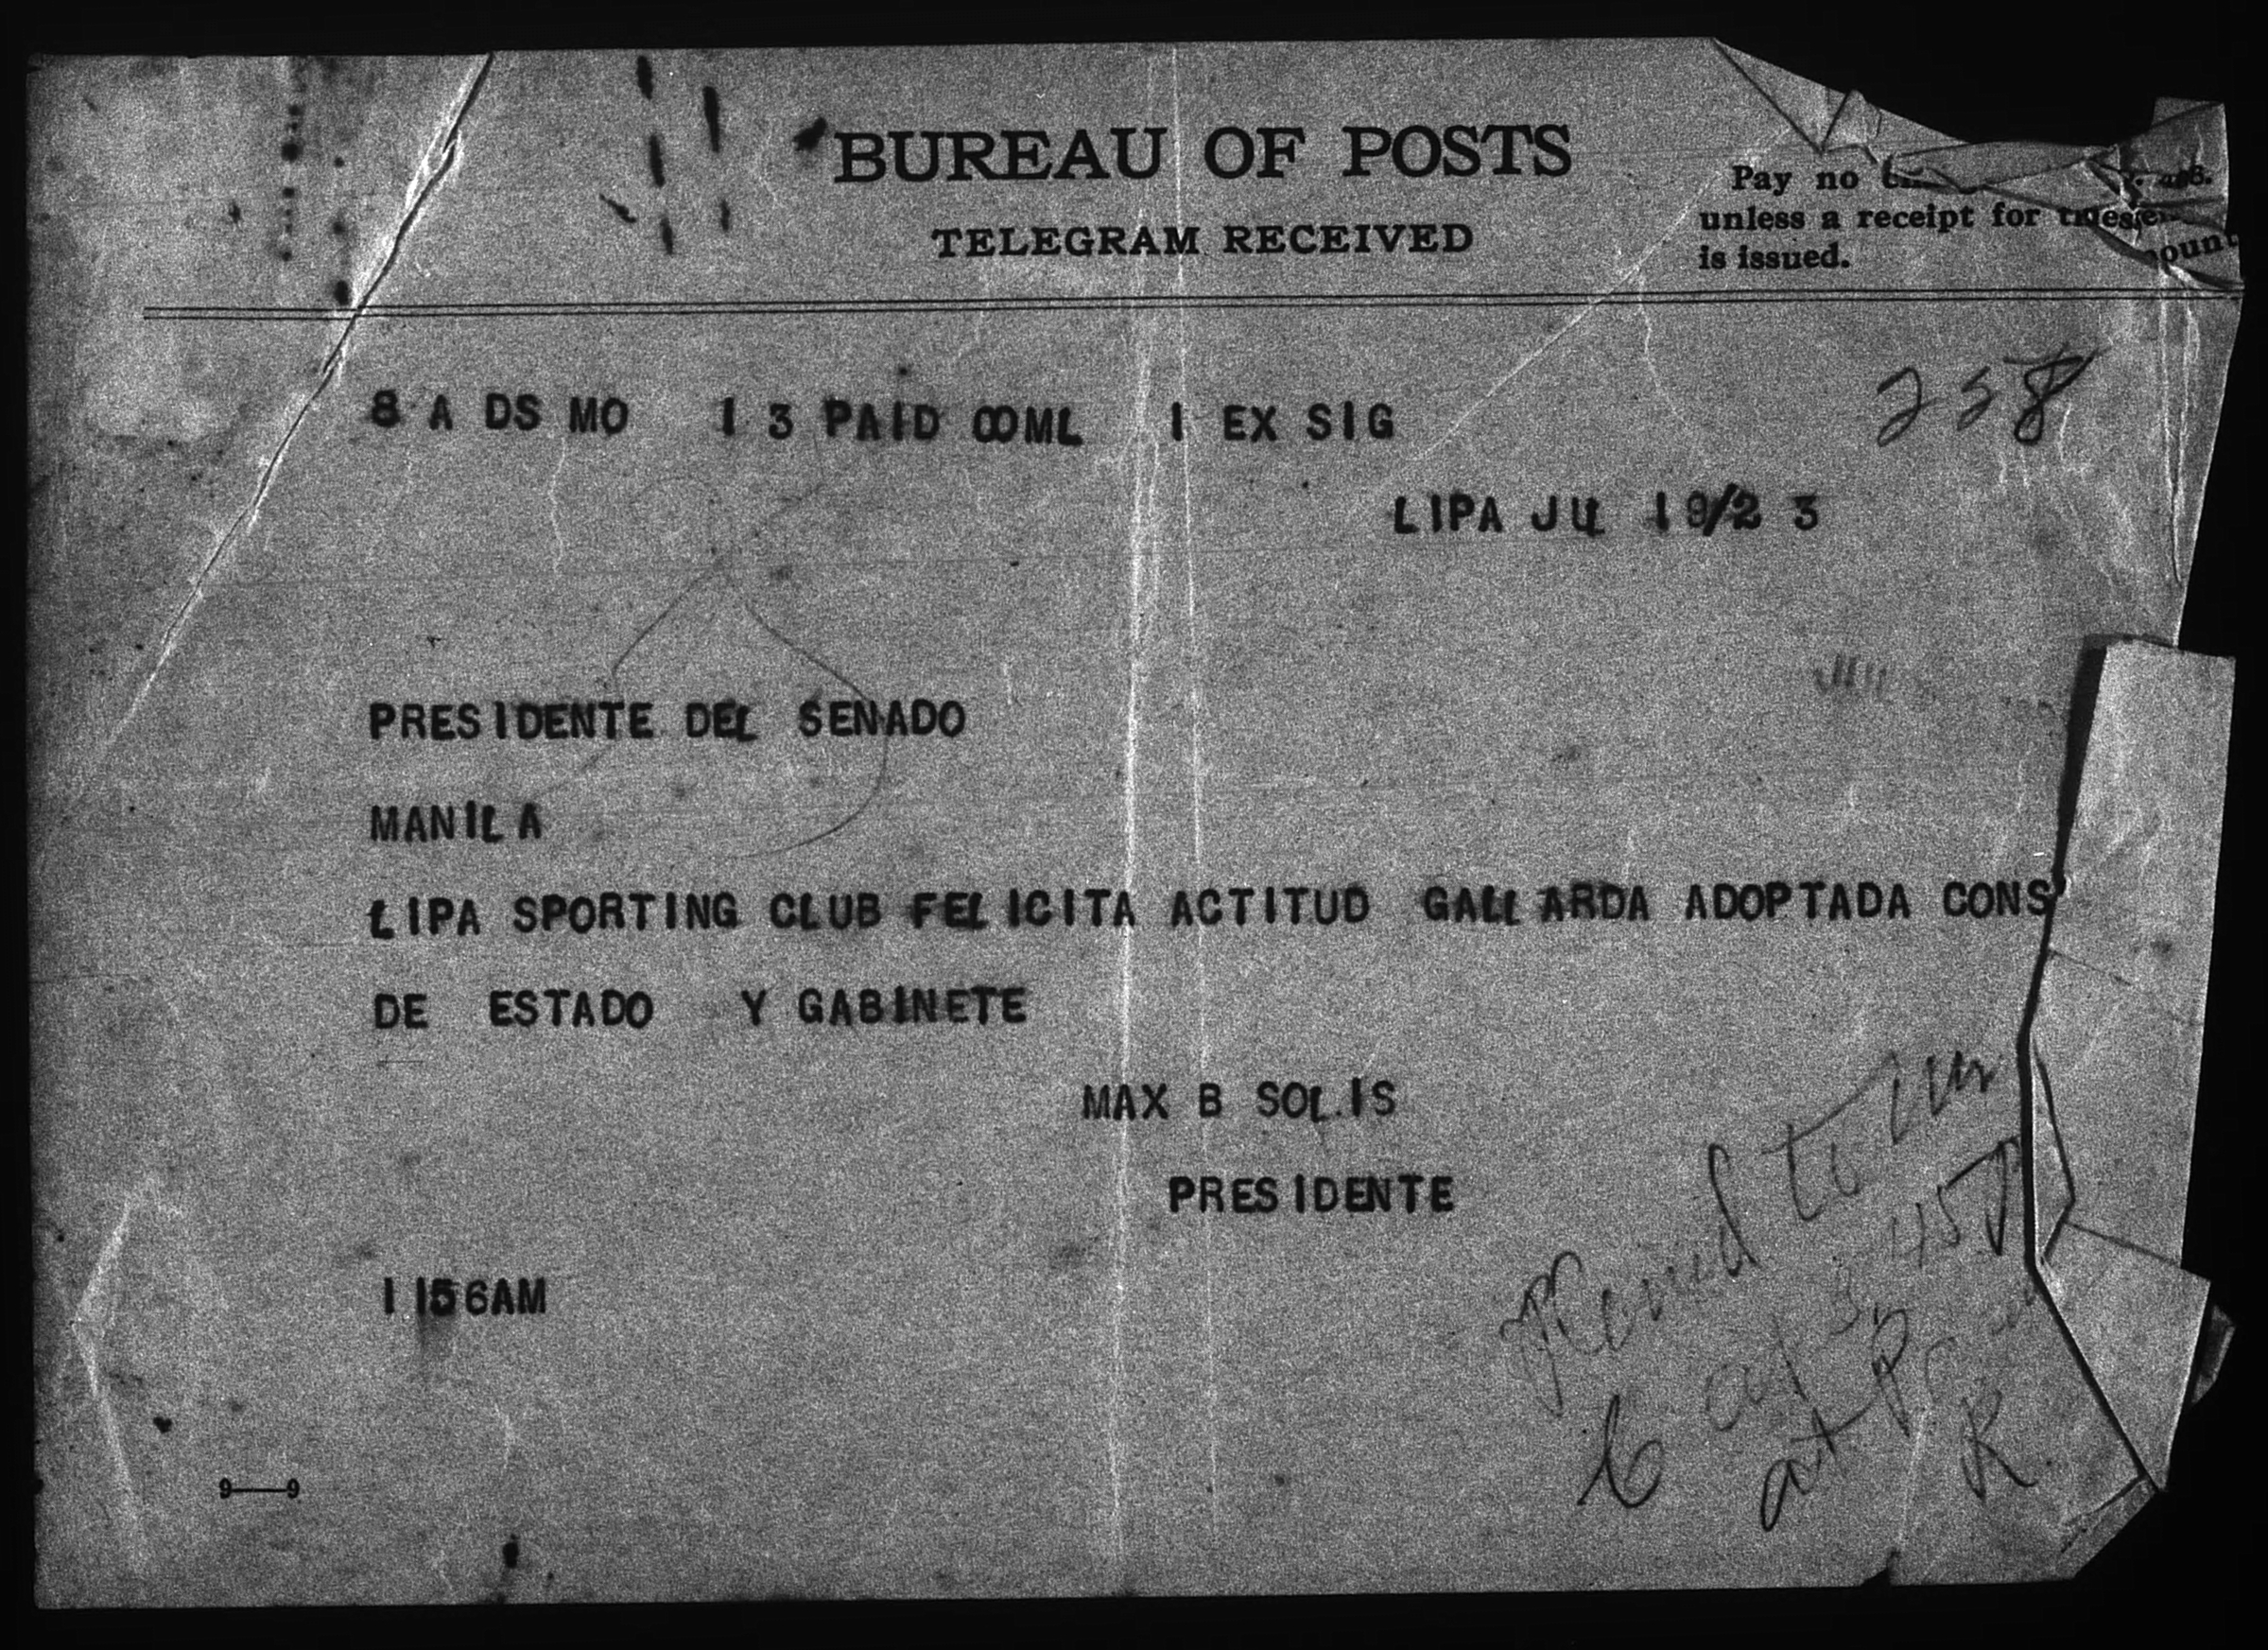 BUREAU OF POSTS
TELEGRAM RECEIVED
Pay no
unless a receipt for
is issued.
258
8 A DS MO 13 PAID COML 1 EX SIG
LIPA JUL 19/23
PRESIDENTE DEL SENADO
MANILA
LIPA SPORTING CLUB FELICITA ACTITUD GALLARDA ADOPTADA CONS
DE ESTADO Y GABINETE
MAX B SOLIS
PRESIDENTE
1156AM
at
K.
9—9